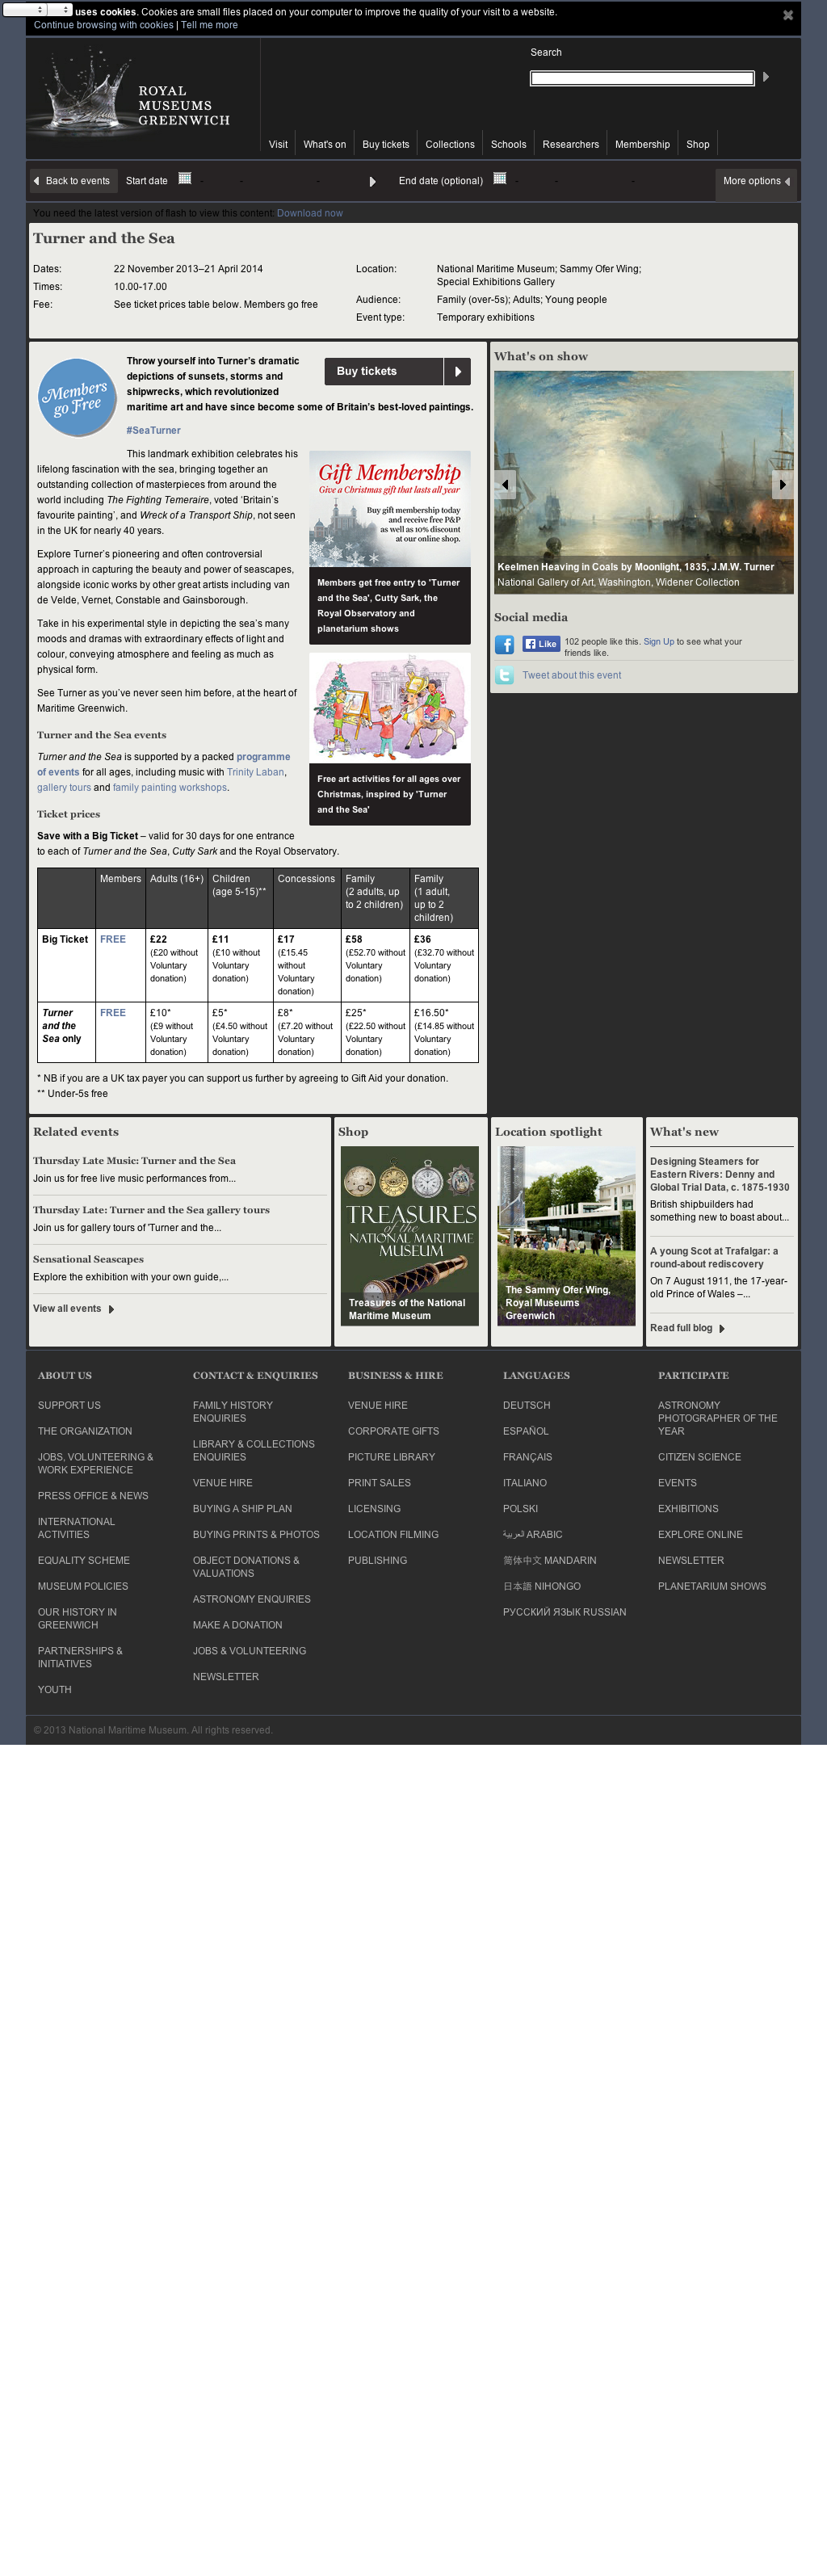 uses cookies. Cookies are small files placed on your computer to improve the quality of your visit to a website.
Continue browsing with cookies | Tell me more
Search
ROYAL
MUSEUMS
GREENWICH
Visit
What's on
Buy tickets
Collections
Schools
Researchers
Membership
Shop
Back to events
Start date
- - -
End date (optional)
- - -
More options
You need the latest version of flash to view this content: Download now
Turner and the Sea
Dates: 22 November 2013–21 April 2014
Times: 10.00-17.00
Fee: See ticket prices table below. Members go free
Location: National Maritime Museum; Sammy Ofer Wing;
Special Exhibitions Gallery
Audience: Family (over-5s); Adults; Young people
Event type: Temporary exhibitions
Members
go Free
Throw yourself into Turner's dramatic
depictions of sunsets, storms and
shipwrecks, which revolutionized
maritime art and have since become some of Britain's best-loved paintings.
Buy tickets
#SeaTurner
This landmark exhibition celebrates his
lifelong fascination with the sea, bringing together an
outstanding collection of masterpieces from around the
world including The Fighting Temeraire, voted ‘Britain’s
favourite painting’, and Wreck of a Transport Ship, not seen
in the UK for nearly 40 years.
Explore Turner’s pioneering and often controversial
approach in capturing the beauty and power of seascapes,
alongside iconic works by other great artists including van
de Velde, Vernet, Constable and Gainsborough.
Take in his experimental style in depicting the sea’s many
moods and dramas with extraordinary effects of light and
colour, conveying atmosphere and feeling as much as
physical form.
See Turner as you’ve never seen him before, at the heart of
Maritime Greenwich.
Turner and the Sea events
Turner and the Sea is supported by a packed programme
of events for all ages, including music with Trinity Laban,
gallery tours and family painting workshops.
Ticket prices
Save with a Big Ticket – valid for 30 days for one entrance
to each of Turner and the Sea, Cutty Sark and the Royal Observatory.
Gift Membership
Give a Christmas gift that lasts all year
Buy gift membership today
and receive free P&P
as well as 10% discount
at our online shop.
Members get free entry to 'Turner
and the Sea', Cutty Sark, the
Royal Observatory and
planetarium shows
Free art activities for all ages over
Christmas, inspired by 'Turner
and the Sea'
Members
Adults (16+)
Children
(age 5-15)**
Concessions
Family
(2 adults, up
to 2 children)
Family
(1 adult,
up to 2
children)
Big Ticket
FREE
£22
(£20 without
Voluntary
donation)
£11
(£10 without
Voluntary
donation)
£17
(£15.45
without
Voluntary
donation)
£58
(£52.70 without
Voluntary
donation)
£36
(£32.70 without
Voluntary
donation)
Turner
and the
Sea only
FREE
£10*
(£9 without
Voluntary
donation)
£5*
(£4.50 without
Voluntary
donation)
£8*
(£7.20 without
Voluntary
donation)
£25*
(£22.50 without
Voluntary
donation)
£16.50*
(£14.85 without
Voluntary
donation)
* NB if you are a UK tax payer you can support us further by agreeing to Gift Aid your donation.
** Under-5s free
What's on show
Keelmen Heaving in Coals by Moonlight, 1835, J.M.W. Turner
National Gallery of Art, Washington, Widener Collection
Social media
Like
102 people like this. Sign Up to see what your
friends like.
Tweet about this event
Related events
Thursday Late Music: Turner and the Sea
Join us for free live music performances from...
Thursday Late: Turner and the Sea gallery tours
Join us for gallery tours of 'Turner and the...
Sensational Seascapes
Explore the exhibition with your own guide,...
View all events
Shop
TREASURES
of the
NATIONAL MARITIME
MUSEUM
Treasures of the National
Maritime Museum
Location spotlight
The Sammy Ofer Wing,
Royal Museums
Greenwich
What's new
Designing Steamers for
Eastern Rivers: Denny and
Global Trial Data, c. 1875-1930
British shipbuilders had
something new to boast about...
A young Scot at Trafalgar: a
round-about rediscovery
On 7 August 1911, the 17-year-
old Prince of Wales –...
Read full blog
ABOUT US
SUPPORT US
THE ORGANIZATION
JOBS, VOLUNTEERING &
WORK EXPERIENCE
PRESS OFFICE & NEWS
INTERNATIONAL
ACTIVITIES
EQUALITY SCHEME
MUSEUM POLICIES
OUR HISTORY IN
GREENWICH
PARTNERSHIPS &
INITIATIVES
YOUTH
CONTACT & ENQUIRIES
FAMILY HISTORY
ENQUIRIES
LIBRARY & COLLECTIONS
ENQUIRIES
VENUE HIRE
BUYING A SHIP PLAN
BUYING PRINTS & PHOTOS
OBJECT DONATIONS &
VALUATIONS
ASTRONOMY ENQUIRIES
MAKE A DONATION
JOBS & VOLUNTEERING
NEWSLETTER
BUSINESS & HIRE
VENUE HIRE
CORPORATE GIFTS
PICTURE LIBRARY
PRINT SALES
LICENSING
LOCATION FILMING
PUBLISHING
LANGUAGES
DEUTSCH
ESPAÑOL
FRANÇAIS
ITALIANO
POLSKI
العربية ARABIC
简体中文 MANDARIN
日本語 NIHONGO
РУССКИЙ ЯЗЫК RUSSIAN
PARTICIPATE
ASTRONOMY
PHOTOGRAPHER OF THE
YEAR
CITIZEN SCIENCE
EVENTS
EXHIBITIONS
EXPLORE ONLINE
NEWSLETTER
PLANETARIUM SHOWS
© 2013 National Maritime Museum. All rights reserved.